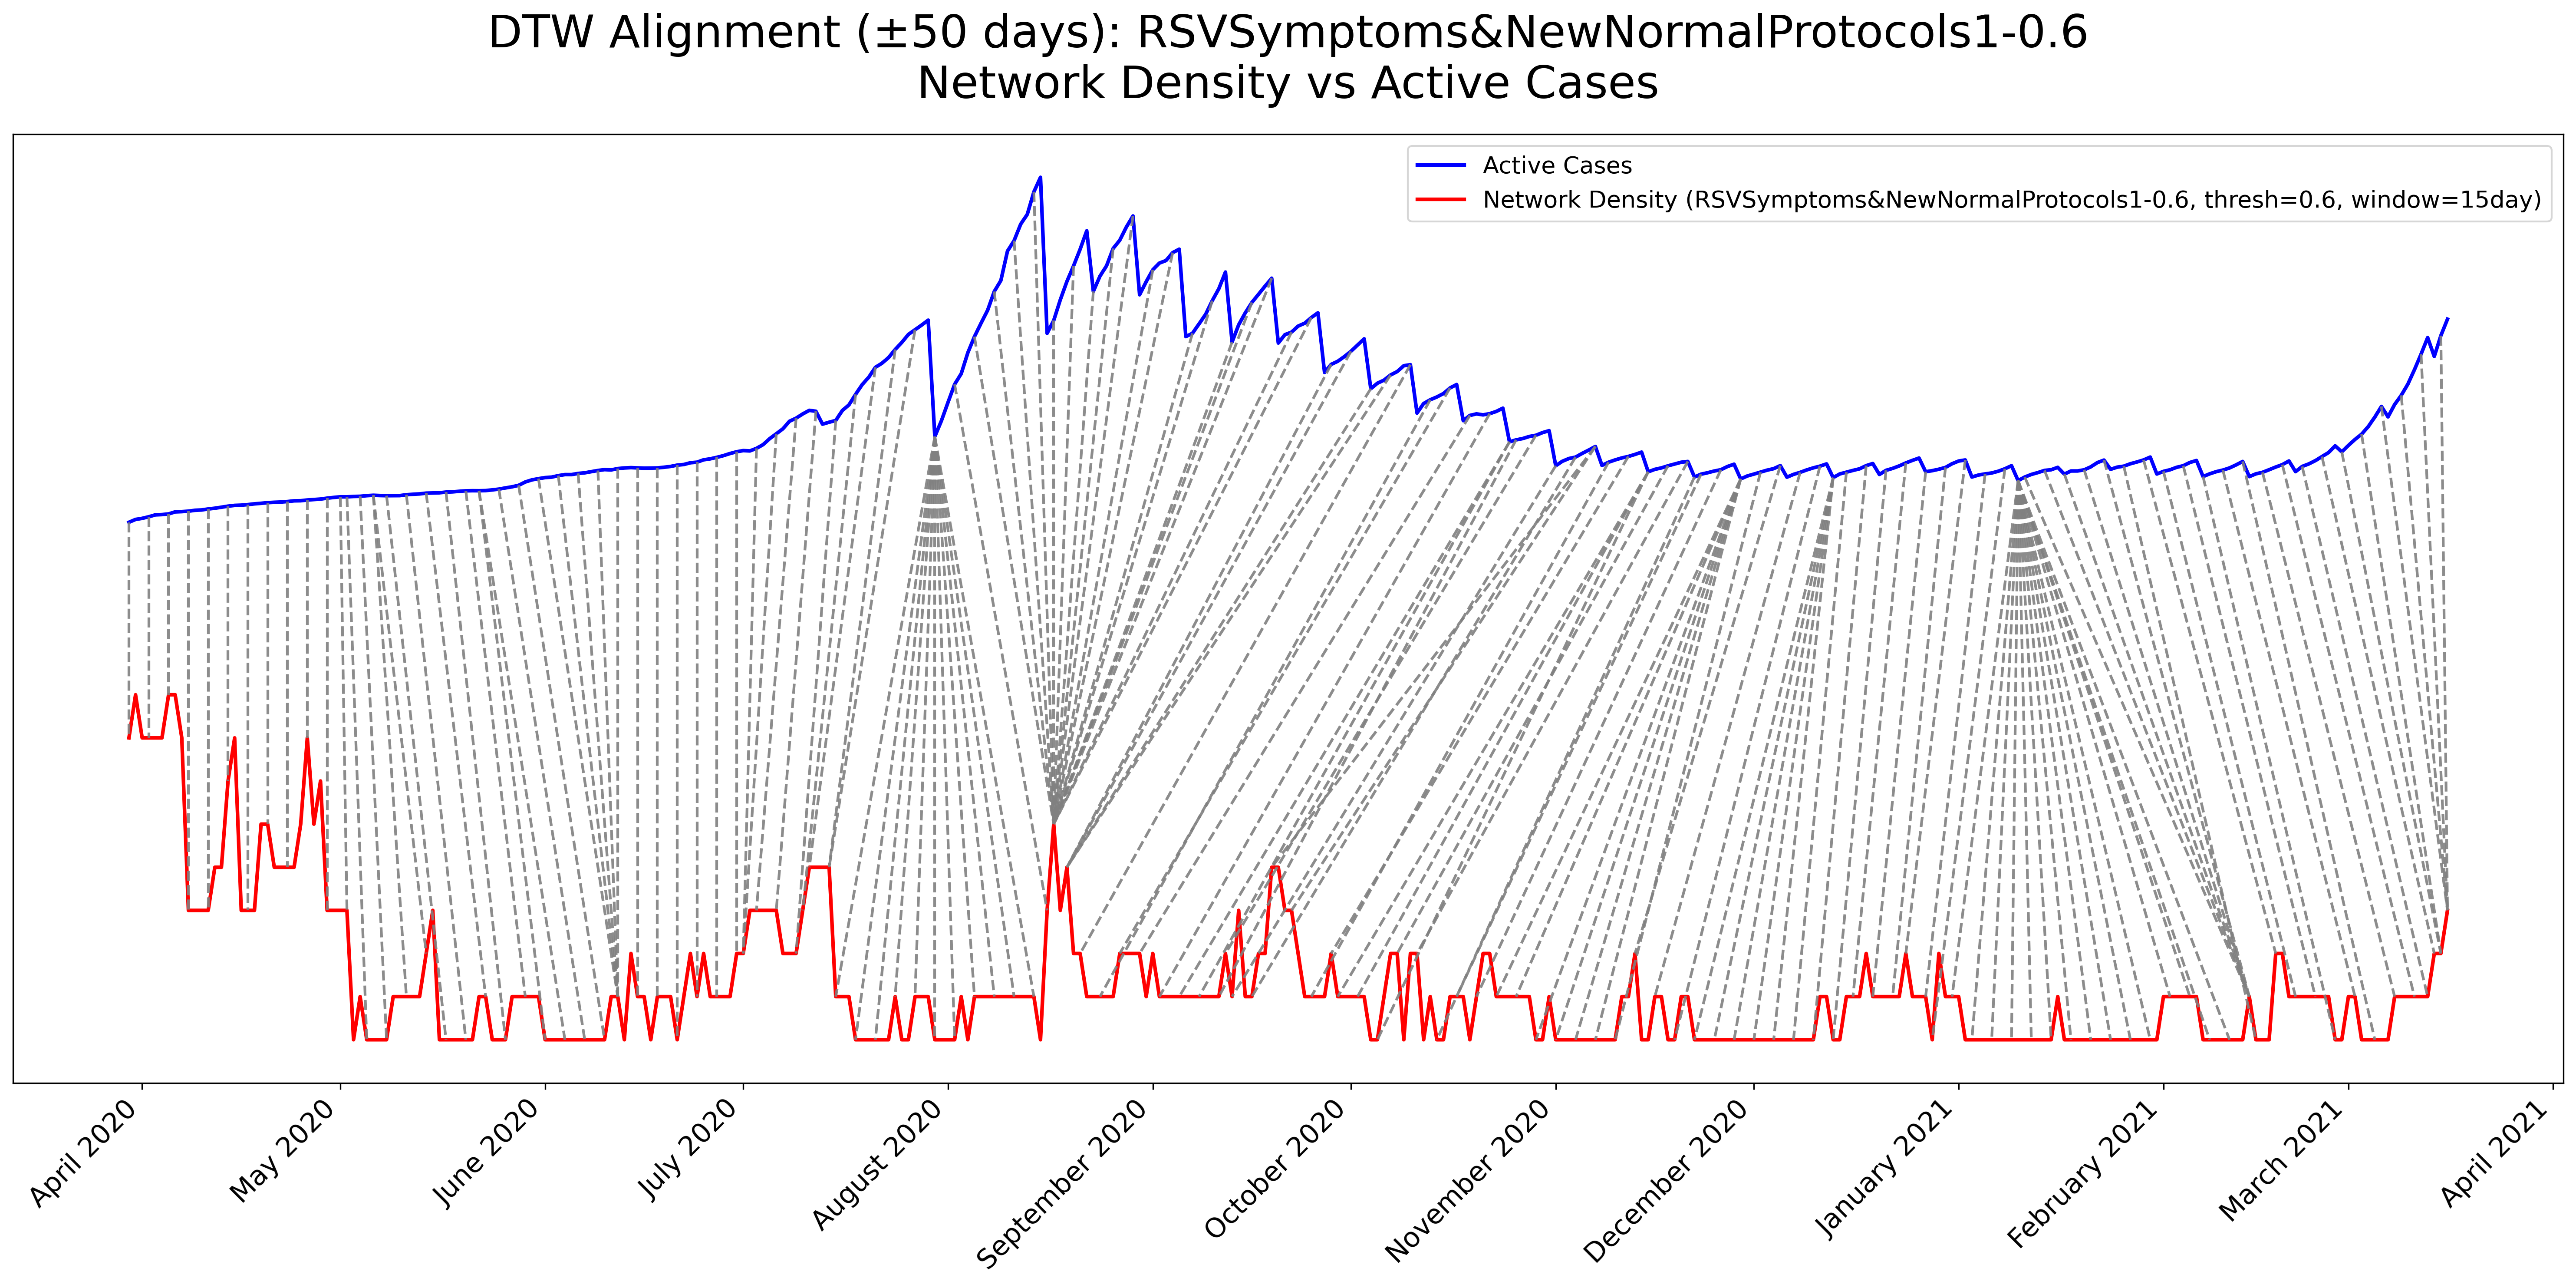 DTW Alignment (±50 days): RSVSymptoms&NewNormalProtocols1-0.6
Network Density vs Active Cases
Active Cases
Network Density (RSVSymptoms&NewNormalProtocols1-0.6, thresh=0.6, window=15day)
April 2020
May 2020
June 2020
July 2020
August 2020
September 2020
October 2020
November 2020
December 2020
January 2021
February 2021
March 2021
April 2021